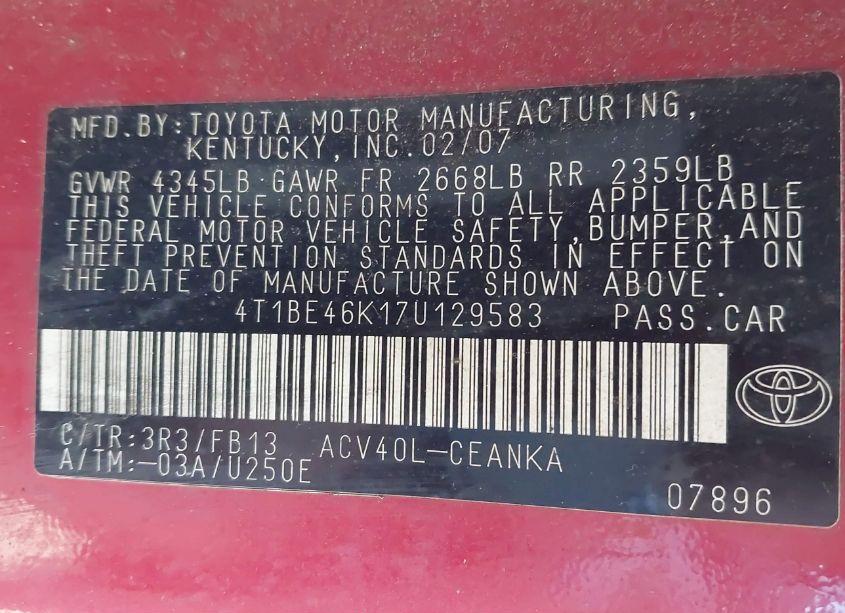 MFD.BY:TOYOTA MOTOR MANUFACTURING,
KENTUCKY,INC.02/07
GVWR 4345LB GAWR FR 2668LB RR 2359LB
THIS VEHICLE CONFORMS TO ALL APPLICABLE
FEDERAL MOTOR VEHICLE SAFETY,BUMPER,AND
THEFT PREVENTION STANDARDS IN EFFECT ON
THE DATE OF MANUFACTURE SHOWN ABOVE.
4T1BE46K17U129583 PASS.CAR
C/TR:3R3/FB13 ACV40L-CEANKA
A/TM:-03A/U250E
07896